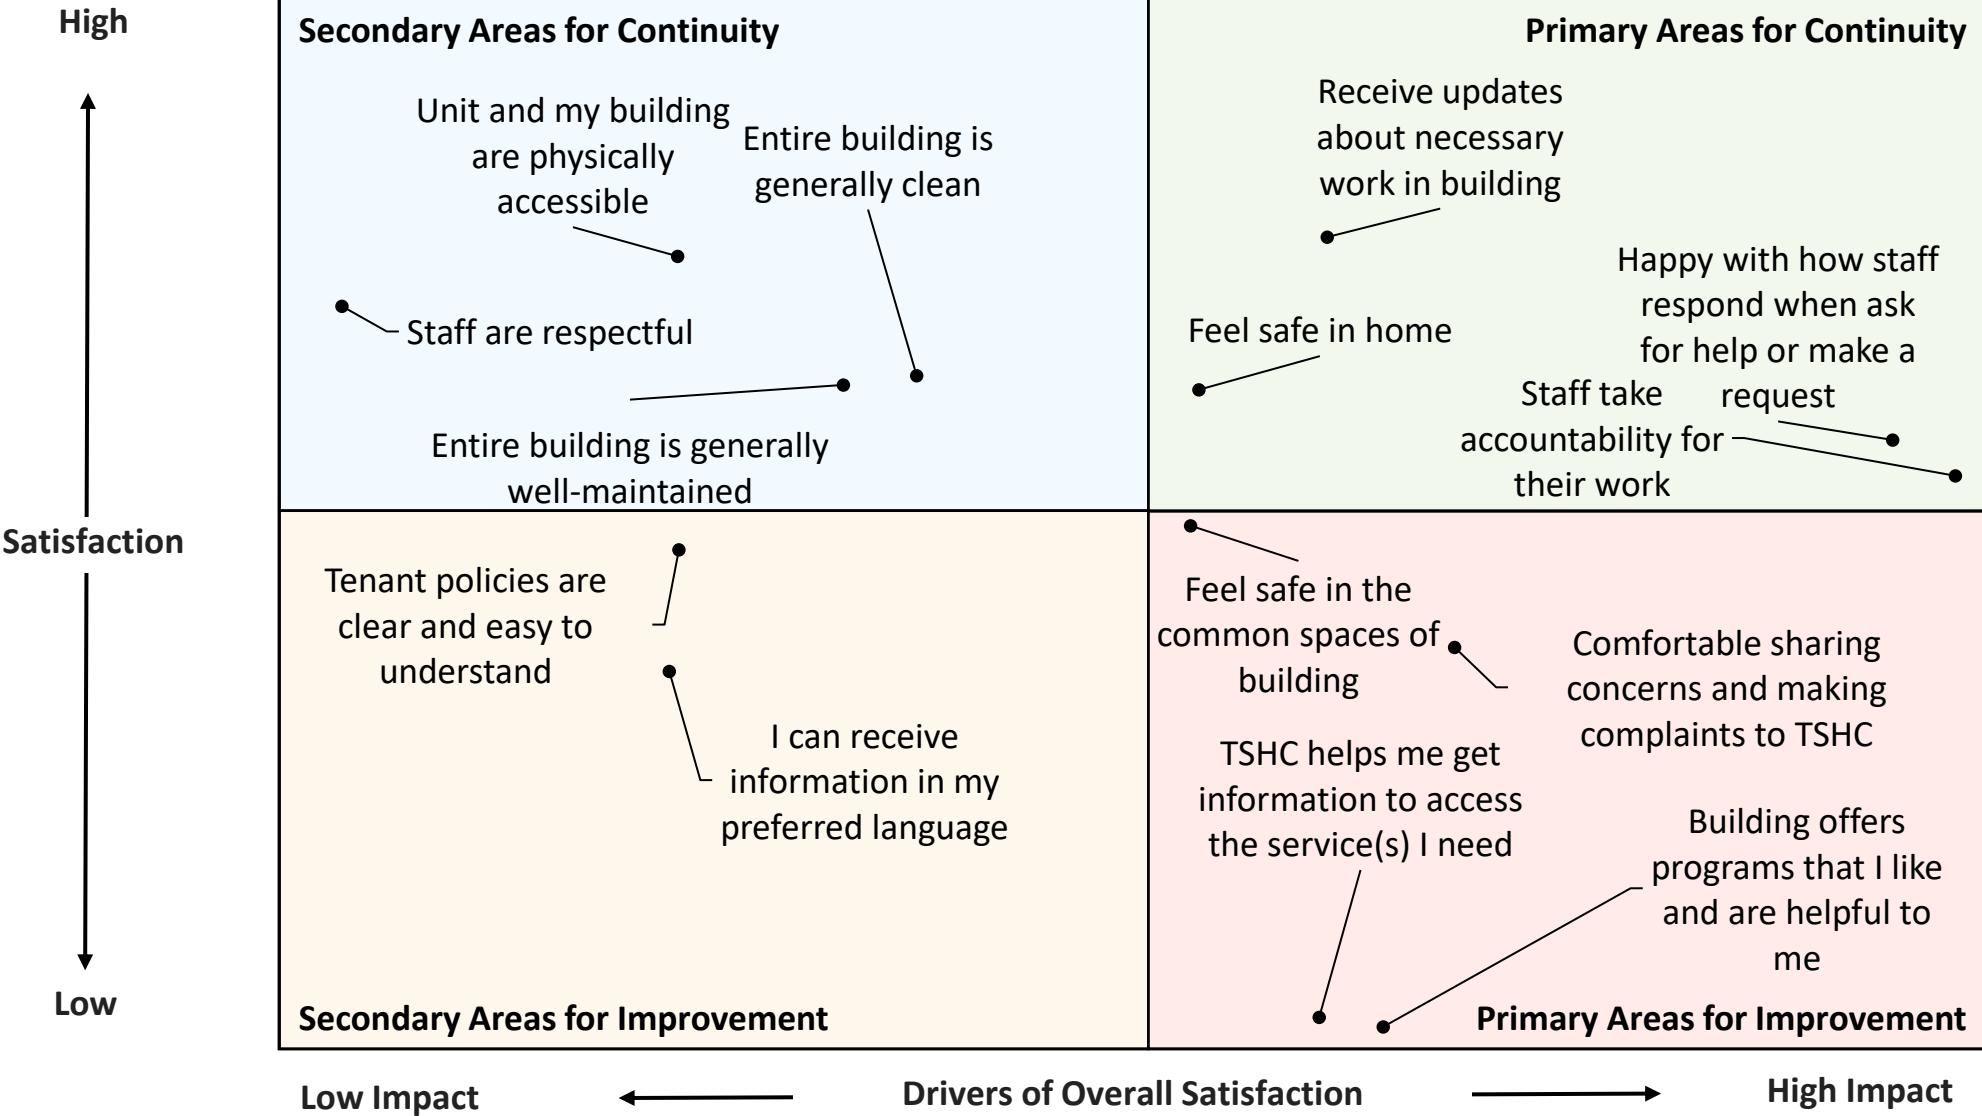 High
Satisfaction
Low
Secondary Areas for Continuity
Unit and my building
are physically
accessible
Entire building is
generally clean
Staff are respectful
Entire building is generally
well-maintained
Primary Areas for Continuity
Receive updates
about necessary
work in building
Happy with how staff
respond when ask
for help or make a
request
Feel safe in home
Staff take
accountability for
their work
Tenant policies are
clear and easy to
understand
I can receive
information in my
preferred language
Secondary Areas for Improvement
Feel safe in the
common spaces of
building
Comfortable sharing
concerns and making
complaints to TSHC
TSHC helps me get
information to access
the service(s) I need
Building offers
programs that I like
and are helpful to
me
Primary Areas for Improvement
Low Impact
Drivers of Overall Satisfaction
High Impact